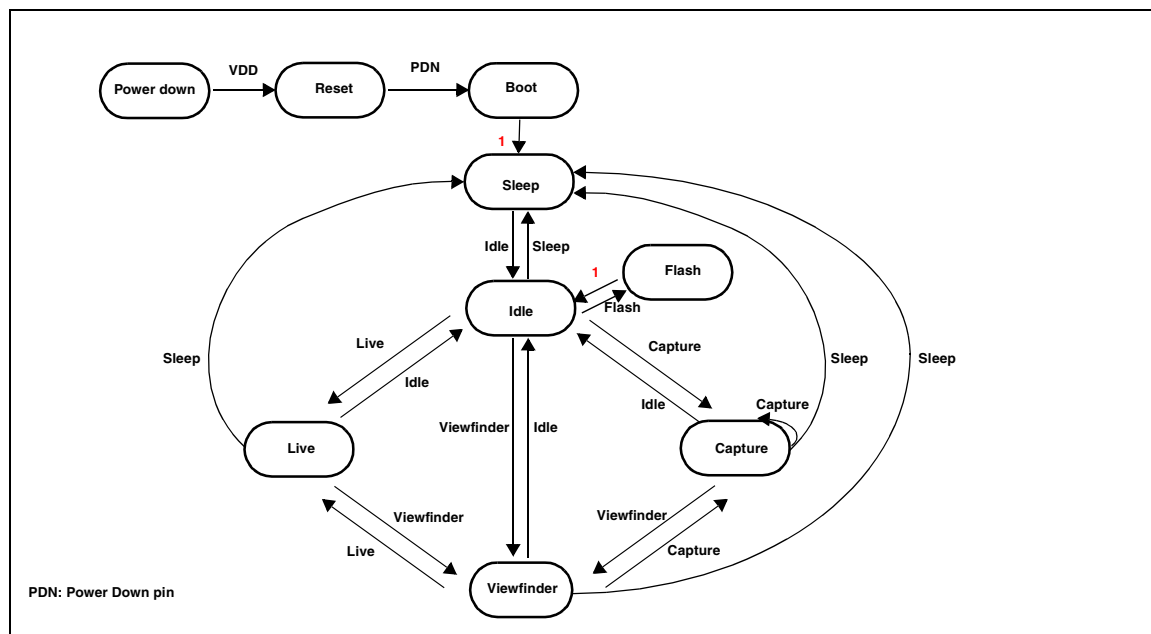 VDD
PDN
Power down
Reset
Boot
1
Sleep
Idle
Sleep
1
Flash
Idle
Flash
Live
Capture
Sleep
Sleep
Sleep
Idle
Idle
Capture
Viewfinder
Idle
Live
Capture
Viewfinder
Viewfinder
Live
Capture
Viewfinder
PDN: Power Down pin